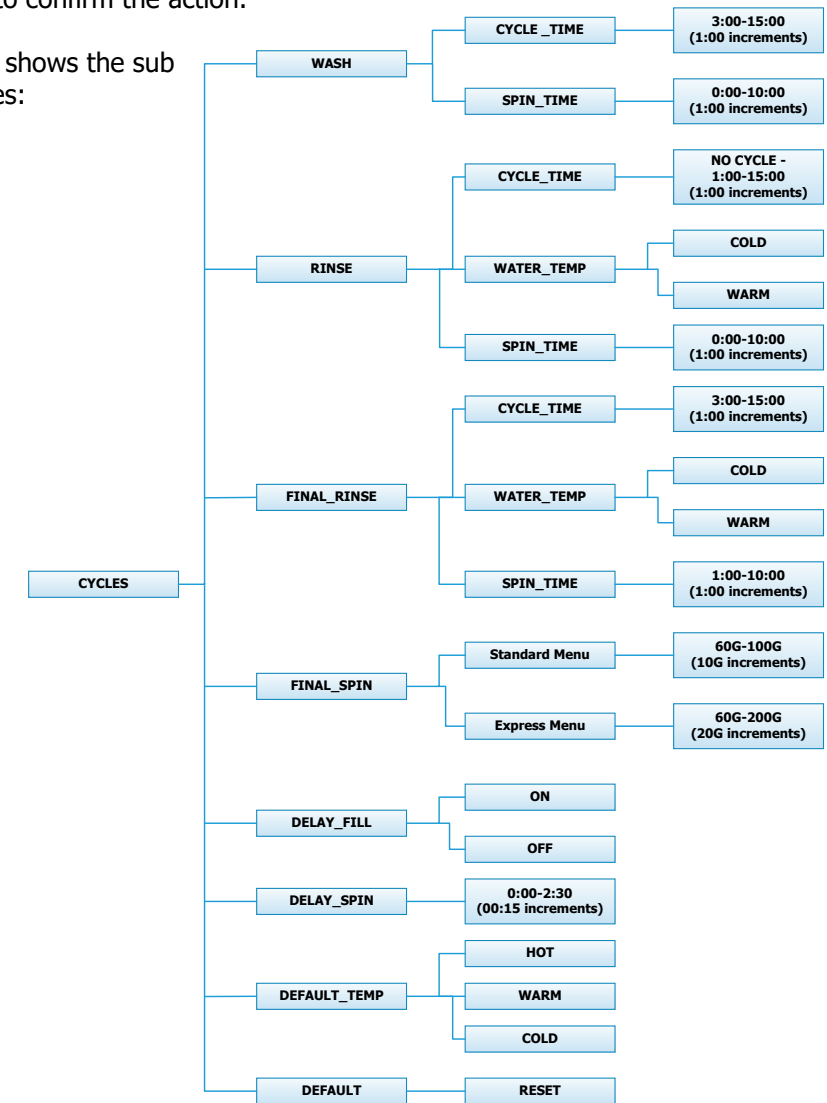 to confirm the action.
shows the sub
es:
CYCLES
WASH
CYCLE _TIME
3:00-15:00
(1:00 increments)
SPIN_TIME
0:00-10:00
(1:00 increments)
RINSE
CYCLE_TIME
NO CYCLE -
1:00-15:00
(1:00 increments)
WATER_TEMP
COLD
WARM
SPIN_TIME
0:00-10:00
(1:00 increments)
FINAL_RINSE
CYCLE_TIME
3:00-15:00
(1:00 increments)
WATER_TEMP
COLD
WARM
SPIN_TIME
1:00-10:00
(1:00 increments)
FINAL_SPIN
Standard Menu
60G-100G
(10G increments)
Express Menu
60G-200G
(20G increments)
DELAY_FILL
ON
OFF
DELAY_SPIN
0:00-2:30
(00:15 increments)
DEFAULT_TEMP
HOT
WARM
COLD
DEFAULT
RESET